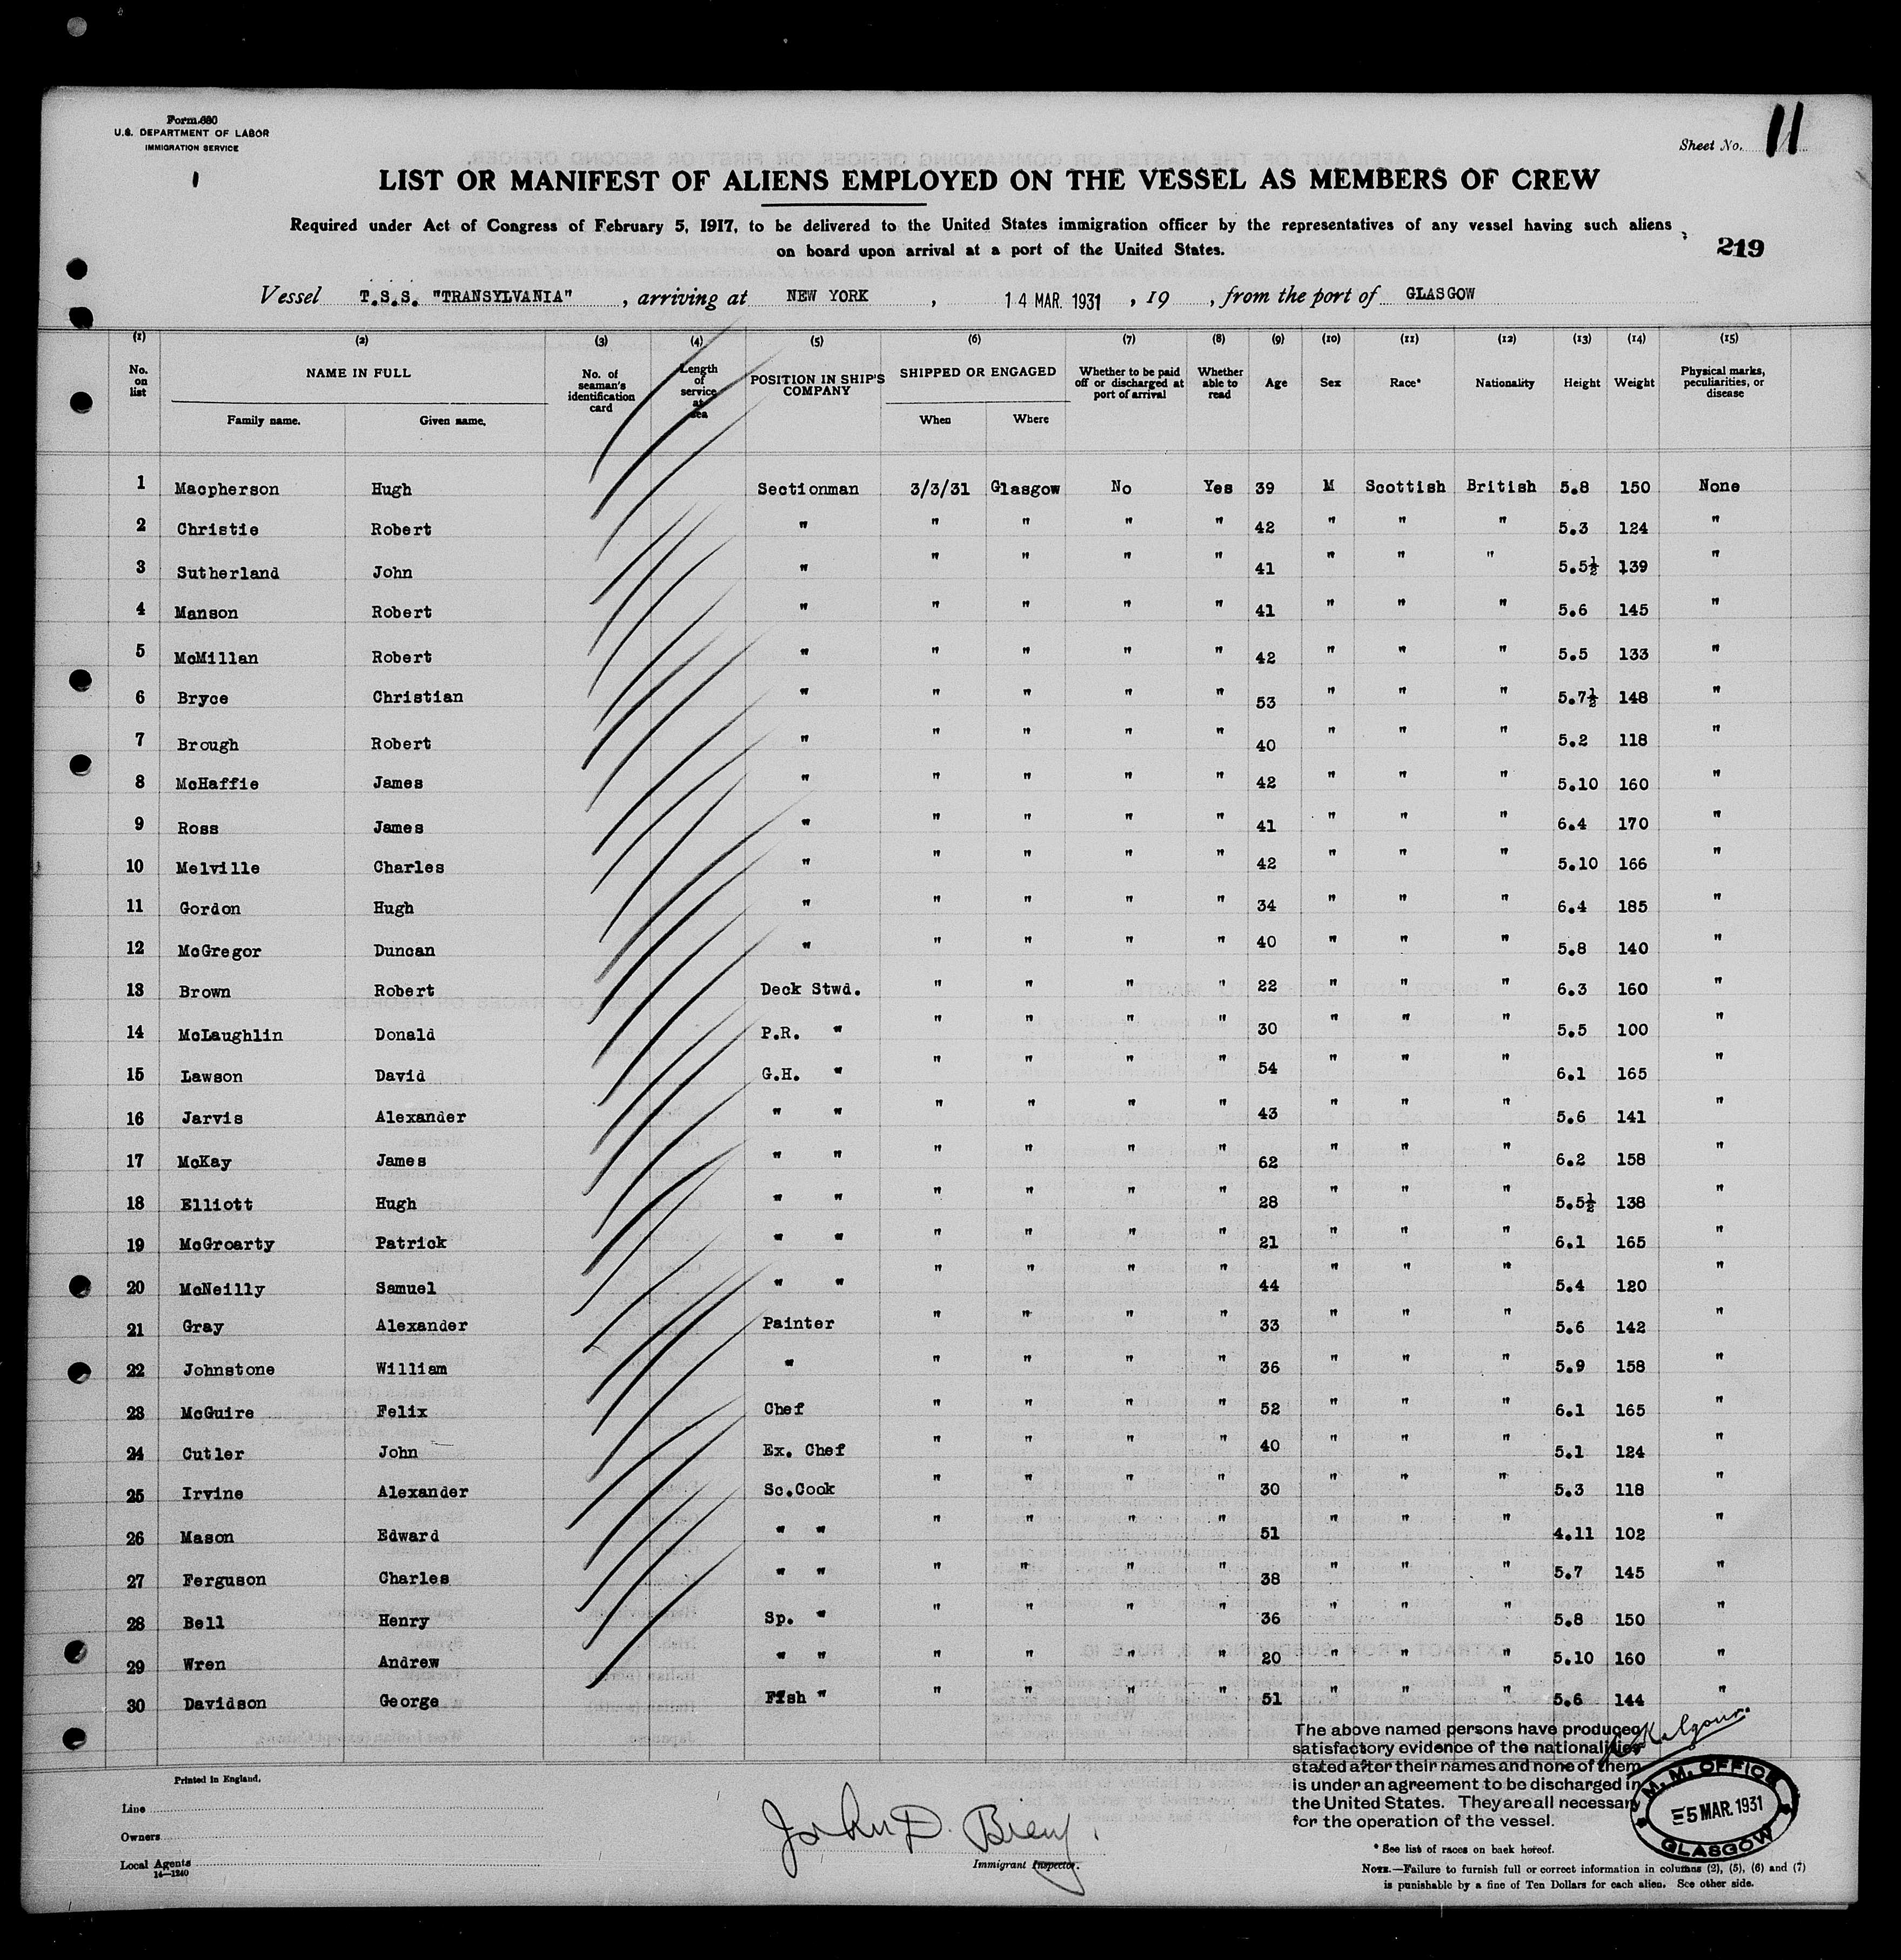 Form 680
U.S. DEPARTMENT OF LABOR
IMMIGRATION SERVICE
Sheet No. 11
LIST OR MANIFEST OF ALIENS EMPLOYED ON THE VESSEL AS MEMBERS OF CREW
Required under Act of Congress of February 5, 1917, to be delivered to the United States immigration officer by the representatives of any vessel having such aliens
on board upon arrival at a port of the United States.
219
Vessel T.S.S. "TRANSYLVANIA" , arriving at NEW YORK , 14 MAR. 1931 , 19 , from the port of GLASGOW
(1) (2) (3) (4) (5) (6) (7) (8) (9) (10) (11) (12) (13) (14) (15)
No. on list NAME IN FULL No. of seaman's identification card Length of service at sea POSITION IN SHIP'S COMPANY SHIPPED OR ENGAGED Whether to be paid off or discharged at port of arrival Whether able to read Age Sex Race* Nationality Height Weight Physical marks, peculiarities, or disease
Family name. Given name. When Where
1 Macpherson Hugh Sectionman 3/3/31 Glasgow No Yes 39 M Scottish British 5.8 150 None
2 Christie Robert " " " " " 42 " " " 5.3 124 "
3 Sutherland John " " " " " 41 " " " 5.5½ 139 "
4 Manson Robert " " " " " 41 " " " 5.6 145 "
5 McMillan Robert " " " " " 42 " " " 5.5 133 "
6 Bryce Christian " " " " " 53 " " " 5.7½ 148 "
7 Brough Robert " " " " " 40 " " " 5.2 118 "
8 McHaffie James " " " " " 42 " " " 5.10 160 "
9 Ross James " " " " " 41 " " " 6.4 170 "
10 Melville Charles " " " " " 42 " " " 5.10 166 "
11 Gordon Hugh " " " " " 34 " " " 6.4 185 "
12 McGregor Duncan " " " " " 40 " " " 5.8 140 "
13 Brown Robert Deck Stwd. " " " " 22 " " " 6.3 160 "
14 McLaughlin Donald P.R. " " " " " 30 " " " 5.5 100 "
15 Lawson David G.H. " " " " " 54 " " " 6.1 165 "
16 Jarvis Alexander " " " " " " 43 " " " 5.6 141 "
17 McKay James " " " " " " 62 " " " 6.2 158 "
18 Elliott Hugh " " " " " " 28 " " " 5.5½ 138 "
19 McGroarty Patrick " " " " " " 21 " " " 6.1 165 "
20 McNeilly Samuel " " " " " " 44 " " " 5.4 120 "
21 Gray Alexander Painter " " " " 33 " " " 5.6 142 "
22 Johnstone William " " " " " 36 " " " 5.9 158 "
23 McGuire Felix Chef " " " " 52 " " " 6.1 165 "
24 Cutler John Ex. Chef " " " " 40 " " " 5.1 124 "
25 Irvine Alexander Sc.Cook " " " " 30 " " " 5.3 118 "
26 Mason Edward " " " " " " 51 " " " 4.11 102 "
27 Ferguson Charles " " " " " " 38 " " " 5.7 145 "
28 Bell Henry Sp. " " " " " 36 " " " 5.8 150 "
29 Wren Andrew " " " " " " 20 " " " 5.10 160 "
30 Davidson George Fish " " " " " 51 " " " 5.6 144 "
The above named persons have produced
satisfactory evidence of the nationalities
stated after their names and none of them
is under an agreement to be discharged in
the United States. They are all necessary
for the operation of the vessel.
Kilgour.
M. M. OFFICE
5 MAR. 1931
GLASGOW
Printed in England.
Line
Owners
Local Agents
14—1240
John D.
Immigrant Inspector.
* See list of races on back hereof.
NOTE.—Failure to furnish full or correct information in columns (2), (5), (6) and (7)
is punishable by a fine of Ten Dollars for each alien. See other side.